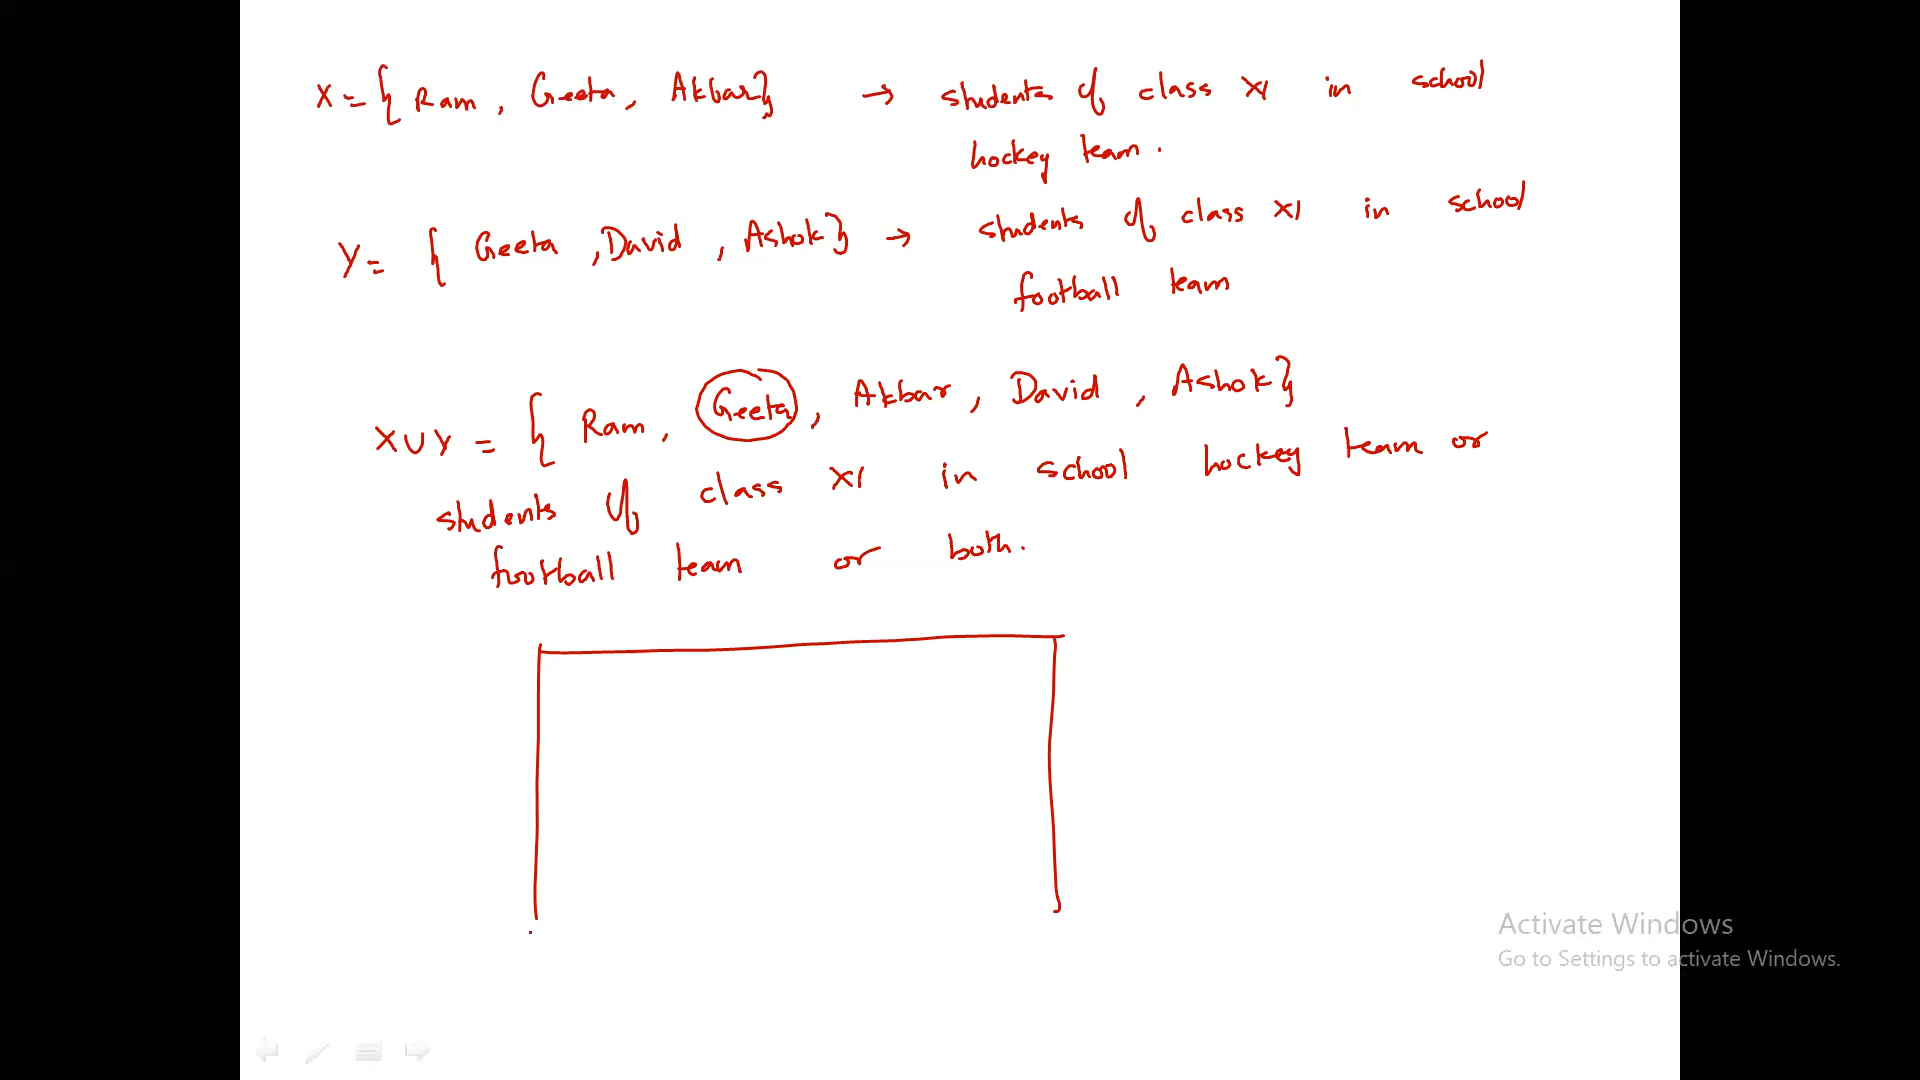 X = { Ram , Geeta , Akbar} → students of class XI in school
hockey team .
Y = { Geeta , David , Ashok} → students of class XI in school
football team
X ∪ Y = { Ram , Geeta , Akbar , David , Ashok}
students of class XI in school hockey team or
football team or both .
Activate Windows
Go to Settings to activate Windows.